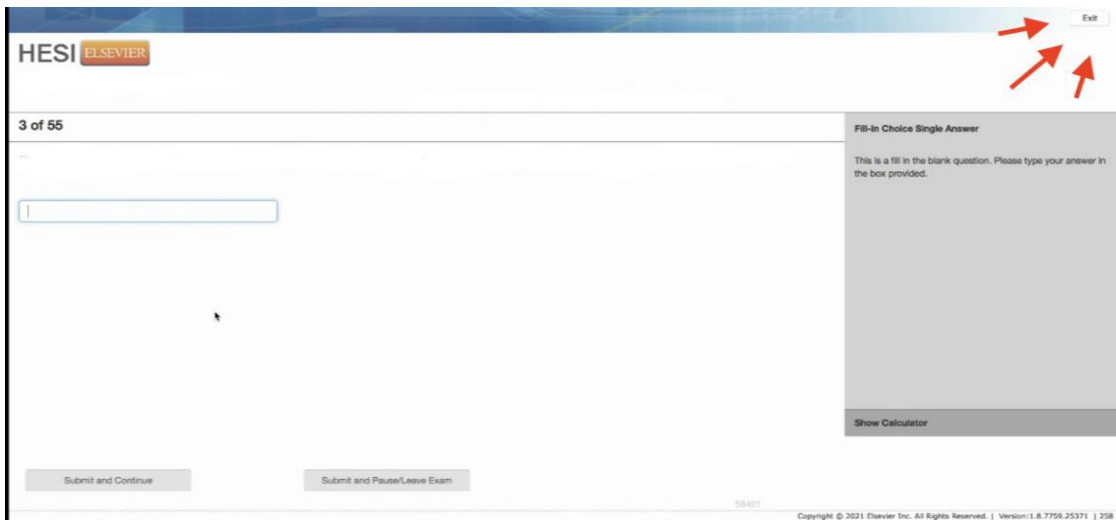 Exit
HESI ELSEVIER
3 of 55
Fill-In Choice Single Answer
This is a fill in the blank question. Please type your answer in
the box provided.
Show Calculator
Submit and Continue
Submit and Pause/Leave Exam
56491
Copyright © 2021 Elsevier Inc. All Rights Reserved. | Version:1.8.7759.25371 | 258